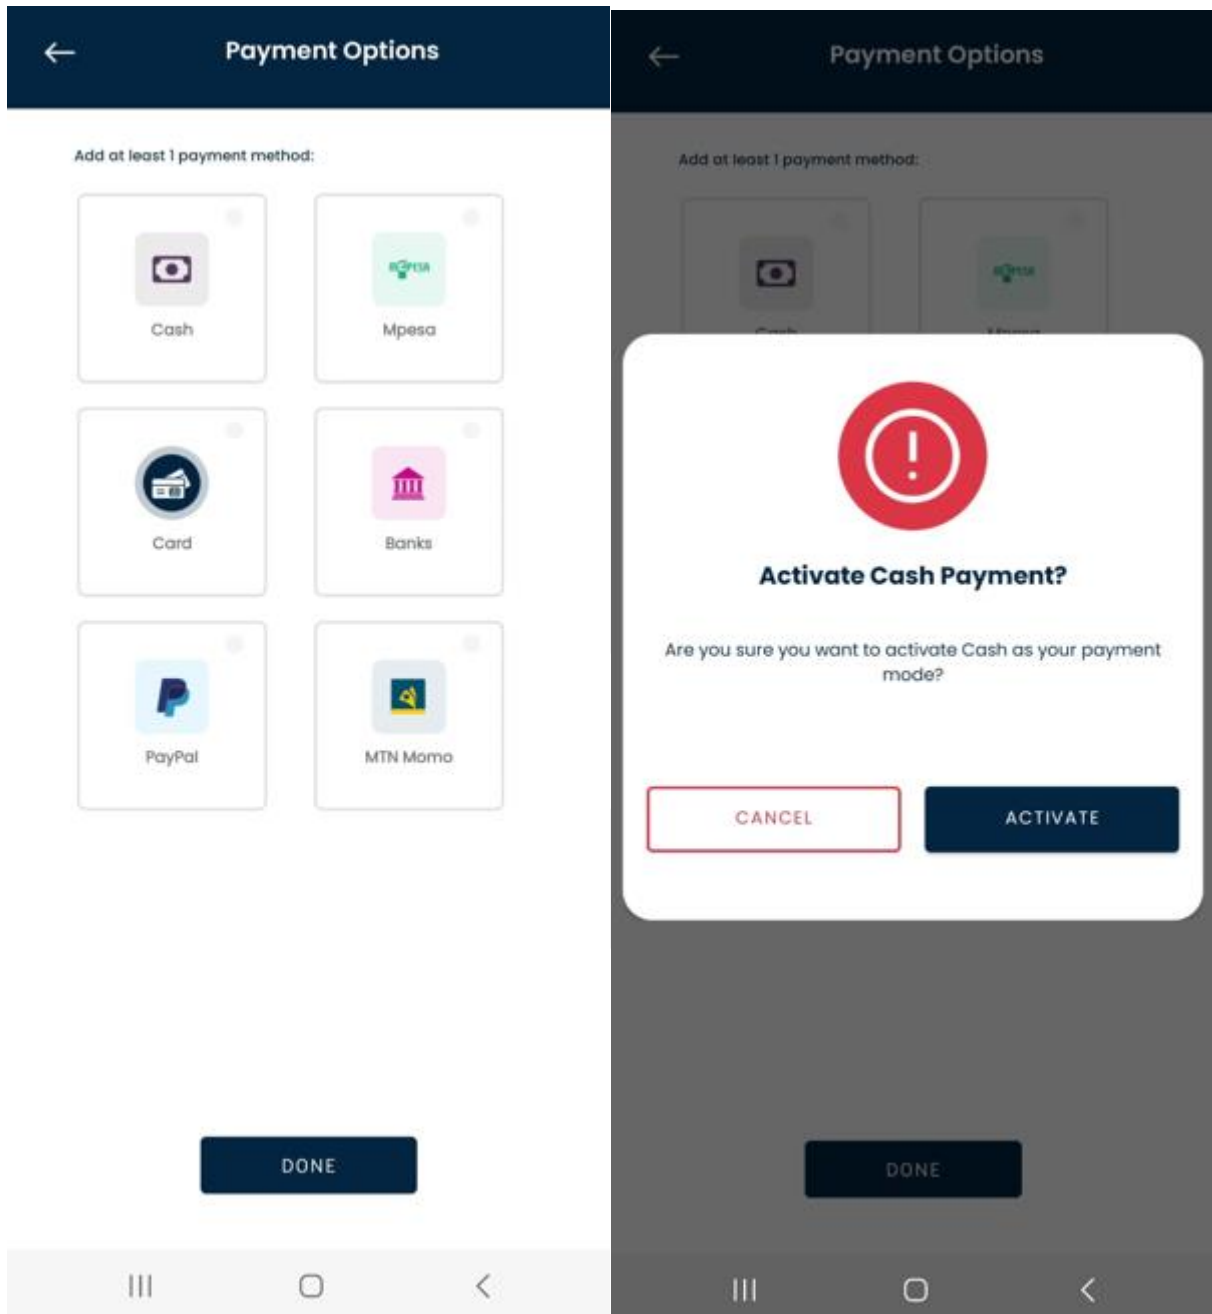 Payment Options
Add at least 1 payment method:
Cash
Mpesa
Card
Banks
PayPal
MTN Momo
DONE
Payment Options
Add at least 1 payment method:
Cash
Mpesa
Activate Cash Payment?
Are you sure you want to activate Cash as your payment
mode?
CANCEL
ACTIVATE
DONE